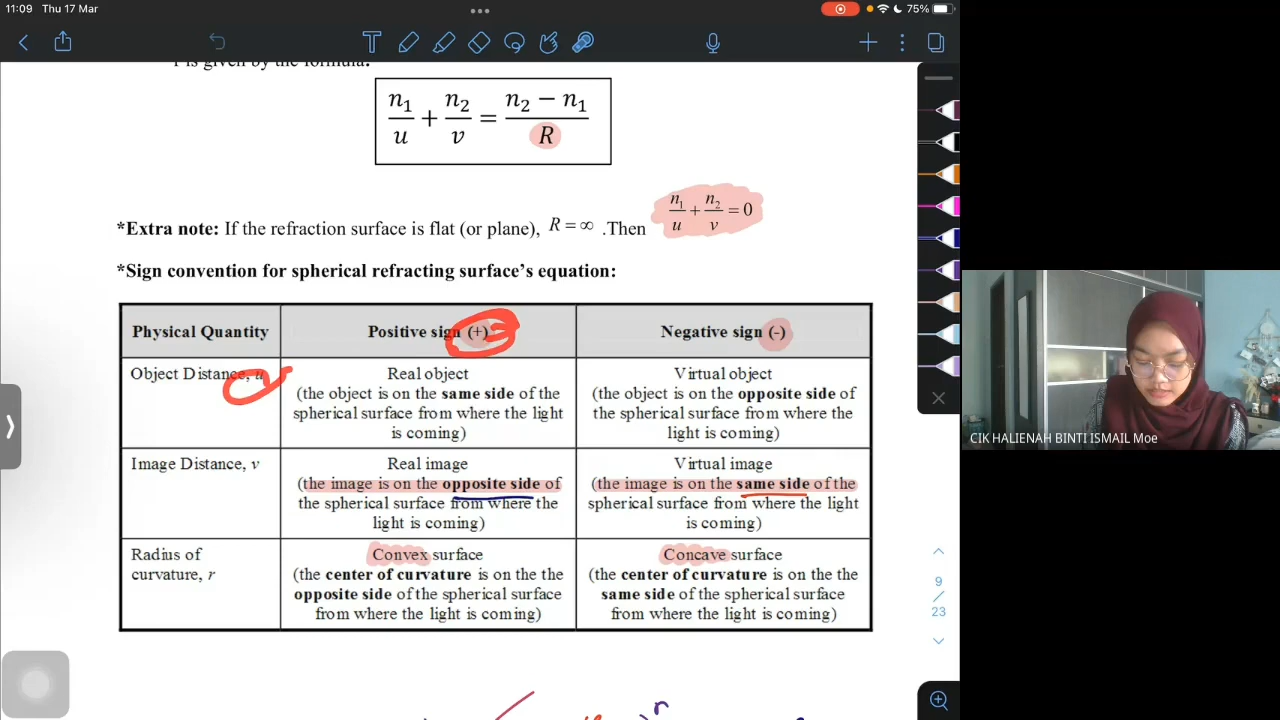 11:09 Thu 17 Mar
75%
T
I is given by the formula:
n₁/u + n₂/v = (n₂ − n₁)/R
*Extra note: If the refraction surface is flat (or plane), R = ∞ .Then n₁/u + n₂/v = 0
*Sign convention for spherical refracting surface's equation:
Physical Quantity
Positive sign (+)
Negative sign (-)
Object Distance, u
Real object
(the object is on the same side of the
spherical surface from where the light
is coming)
Virtual object
(the object is on the opposite side of
the spherical surface from where the
light is coming)
Image Distance, v
Real image
(the image is on the opposite side of
the spherical surface from where the
light is coming)
Virtual image
(the image is on the same side of the
spherical surface from where the light
is coming)
Radius of
curvature, r
Convex surface
(the center of curvature is on the the
opposite side of the spherical surface
from where the light is coming)
Concave surface
(the center of curvature is on the the
same side of the spherical surface
from where the light is coming)
r
9
/
23
CIK HALIENAH BINTI ISMAIL Moe